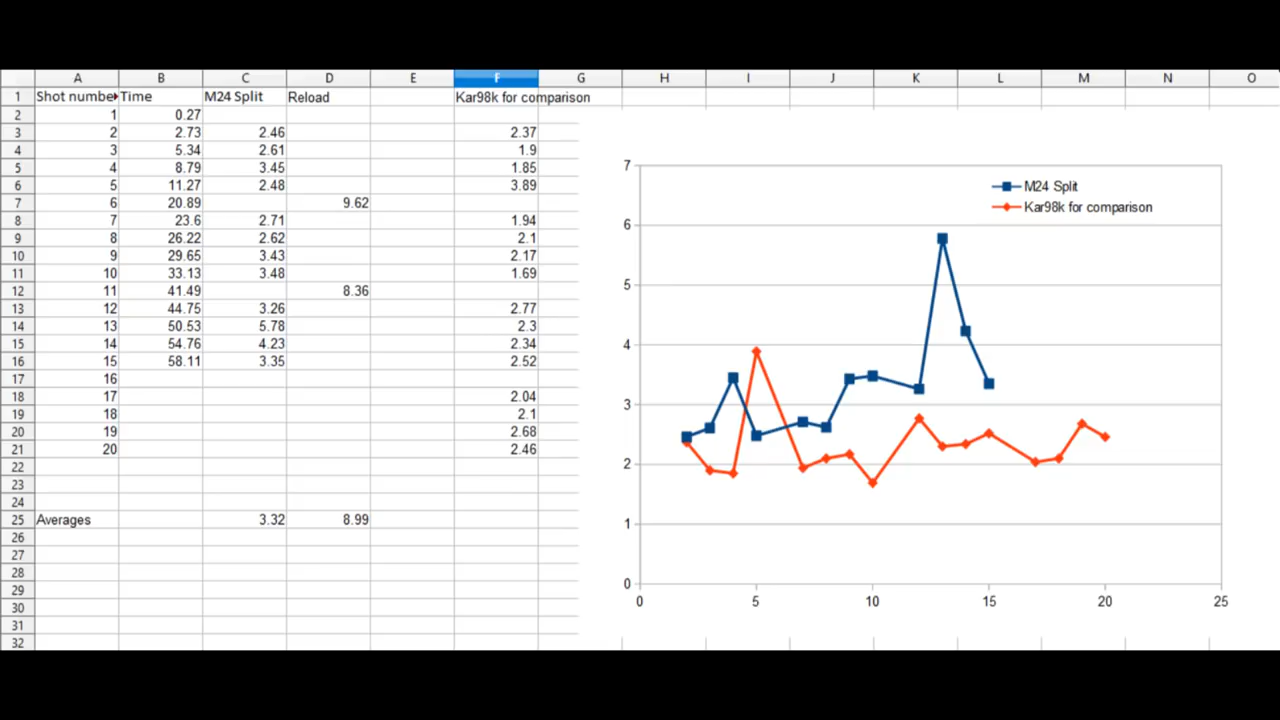 A B C D E F G H I J K L M N O
1 Shot numbe Time M24 Split Reload Kar98k for comparison
2 1 0.27
3 2 2.73 2.46 2.37
4 3 5.34 2.61 1.9
5 4 8.79 3.45 1.85
6 5 11.27 2.48 3.89
7 6 20.89 9.62
8 7 23.6 2.71 1.94
9 8 26.22 2.62 2.1
10 9 29.65 3.43 2.17
11 10 33.13 3.48 1.69
12 11 41.49 8.36
13 12 44.75 3.26 2.77
14 13 50.53 5.78 2.3
15 14 54.76 4.23 2.34
16 15 58.11 3.35 2.52
17 16
18 17 2.04
19 18 2.1
20 19 2.68
21 20 2.46
22
23
24
25 Averages 3.32 8.99
26
27
28
29
30
31
32
7
6
5
4
3
2
1
0
0 5 10 15 20 25
M24 Split
Kar98k for comparison